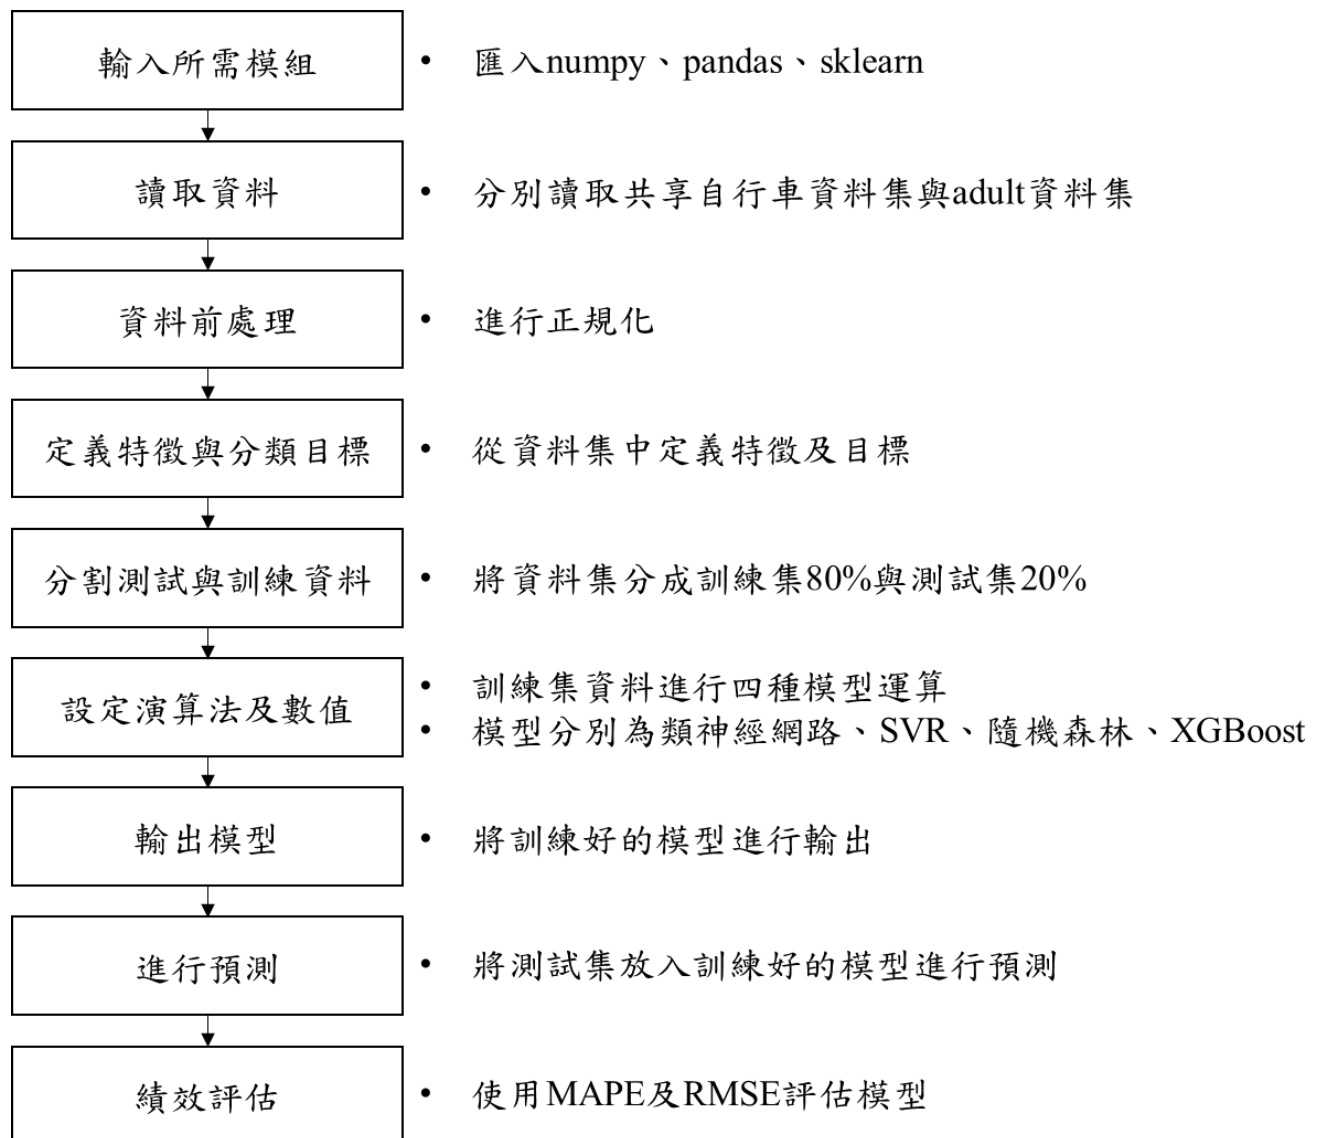 輸入所需模組
• 匯入numpy、pandas、sklearn
讀取資料
• 分別讀取共享自行車資料集與adult資料集
資料前處理
• 進行正規化
定義特徵與分類目標
• 從資料集中定義特徵及目標
分割測試與訓練資料
• 將資料集分成訓練集80%與測試集20%
設定演算法及數值
• 訓練集資料進行四種模型運算
• 模型分別為類神經網路、SVR、隨機森林、XGBoost
輸出模型
• 將訓練好的模型進行輸出
進行預測
• 將測試集放入訓練好的模型進行預測
績效評估
• 使用MAPE及RMSE評估模型